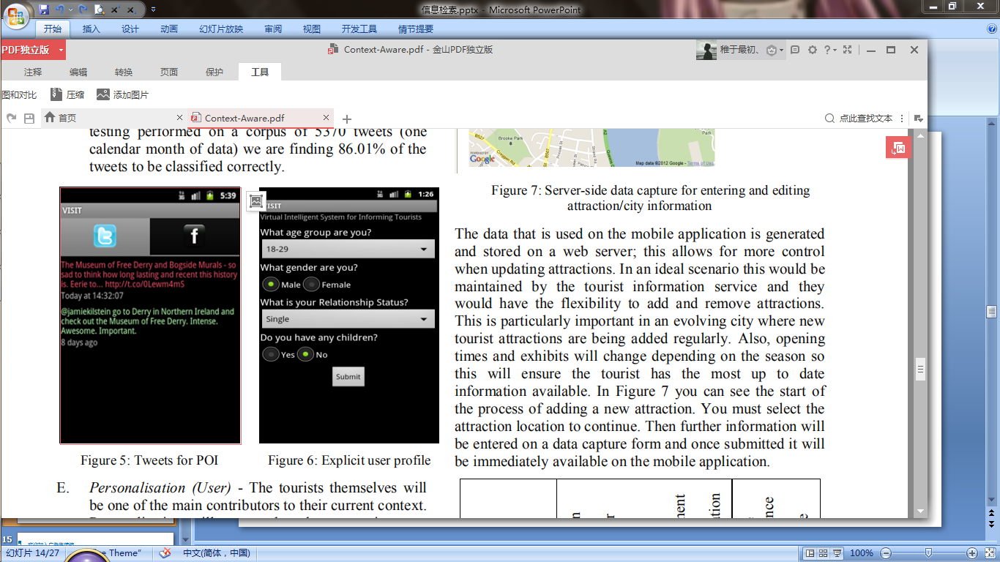 信息检索.pptx - Microsoft PowerPoint
开始 插入 设计 动画 幻灯片放映 审阅 视图 开发工具 情节提要
PDF独立版 Context-Aware.pdf - 金山PDF独立版 稚于最初、
注释 编辑 转换 页面 保护 工具
图和对比 压缩 添加图片
首页 Context-Aware.pdf 点此查找文本
testing performed on a corpus of 5370 tweets (one
calendar month of data) we are finding 86.01% of the
tweets to be classified correctly.
5:39
VISIT
The Museum of Free Derry and Bogside Murals - so
sad to think how long lasting and recent this history
is. Eerie to... http://t.co/0Lewm4mS
Today at 14:32:07
@jamiekilstein go to Derry in Northern Ireland and
check out the Museum of Free Derry. Intense.
Awesome. Important.
8 days ago
Figure 5: Tweets for POI
1:26
ISIT
Virtual Intelligent System for Informing Tourists
What age group are you?
18-29
What gender are you?
Male Female
What is your Relationship Status?
Single
Do you have any children?
Yes No
Submit
Figure 6: Explicit user profile
E. Personalisation (User) - The tourists themselves will
be one of the main contributors to their current context.
Brooke Park
B507
A2
POWERED BY
Google
Map data ©2012 Google - Terms of Use
Figure 7: Server-side data capture for entering and editing
attraction/city information
The data that is used on the mobile application is generated
and stored on a web server; this allows for more control
when updating attractions. In an ideal scenario this would be
maintained by the tourist information service and they
would have the flexibility to add and remove attractions.
This is particularly important in an evolving city where new
tourist attractions are being added regularly. Also, opening
times and exhibits will change depending on the season so
this will ensure the tourist has the most up to date
information available. In Figure 7 you can see the start of
the process of adding a new attraction. You must select the
attraction location to continue. Then further information will
be entered on a data capture form and once submitted it will
be immediately available on the mobile application.
15
幻灯片 14/27 Theme" 中文(简体，中国) 100%